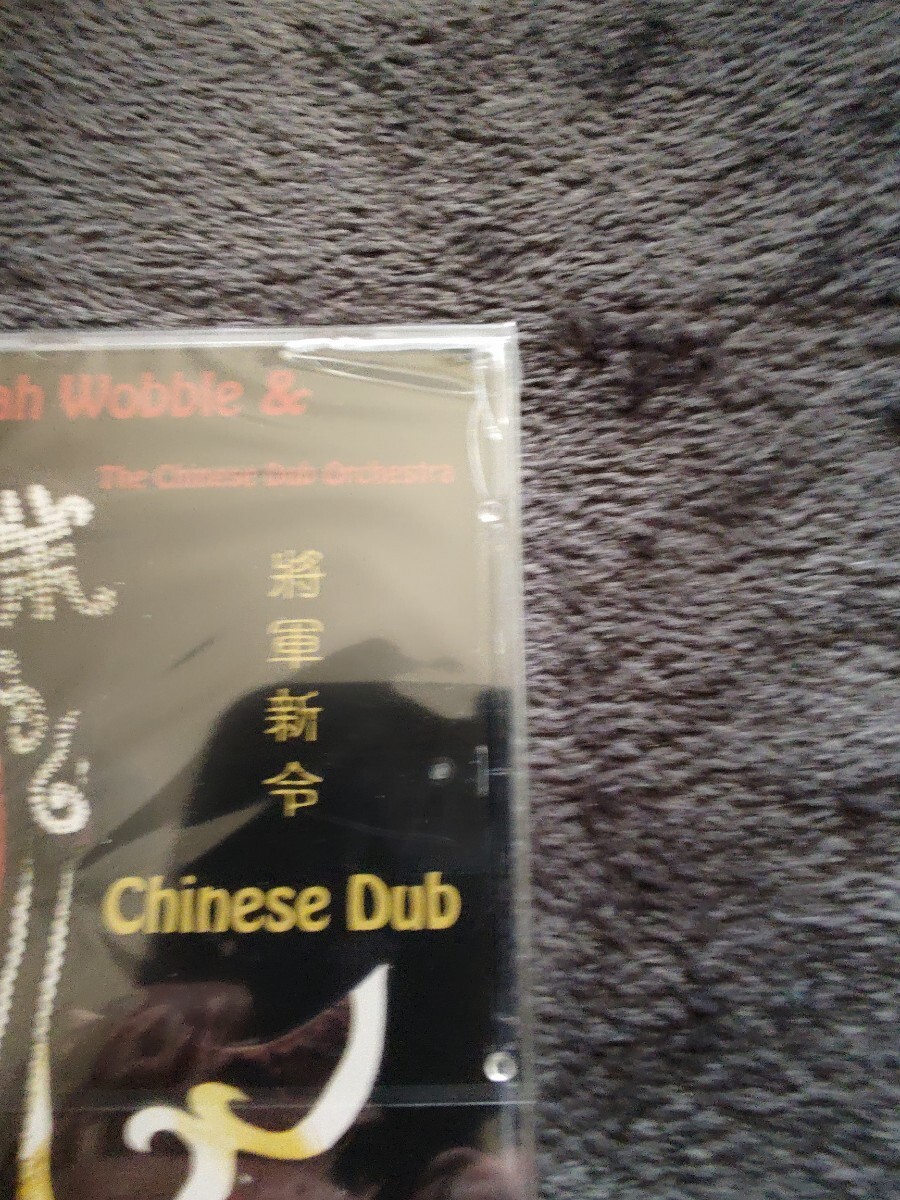 ah Wobble &
The Chinese Dub Orchestra
將軍新令
Chinese Dub